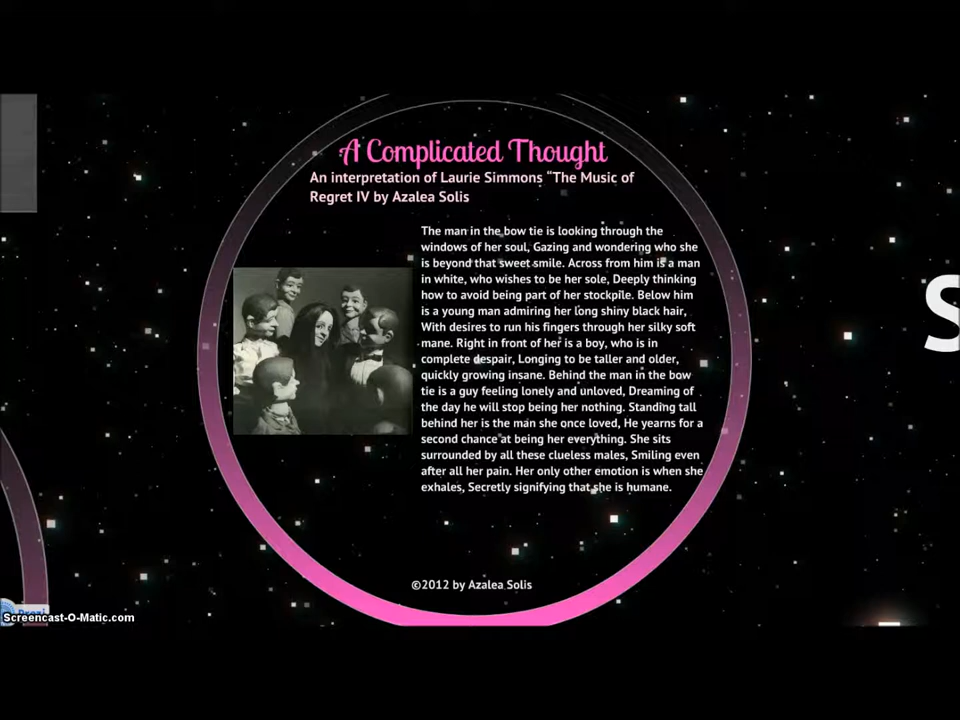 A Complicated Thought
An interpretation of Laurie Simmons “The Music of
Regret IV by Azalea Solis
The man in the bow tie is looking through the
windows of her soul, Gazing and wondering who she
is beyond that sweet smile. Across from him is a man
in white, who wishes to be her sole, Deeply thinking
how to avoid being part of her stockpile. Below him
is a young man admiring her long shiny black hair,
With desires to run his fingers through her silky soft
mane. Right in front of her is a boy, who is in
complete despair, Longing to be taller and older,
quickly growing insane. Behind the man in the bow
tie is a guy feeling lonely and unloved, Dreaming of
the day he will stop being her nothing. Standing tall
behind her is the man she once loved, He yearns for a
second chance at being her everything. She sits
surrounded by all these clueless males, Smiling even
after all her pain. Her only other emotion is when she
exhales, Secretly signifying that she is humane.
©2012 by Azalea Solis
S
Prezi
Screencast-O-Matic.com